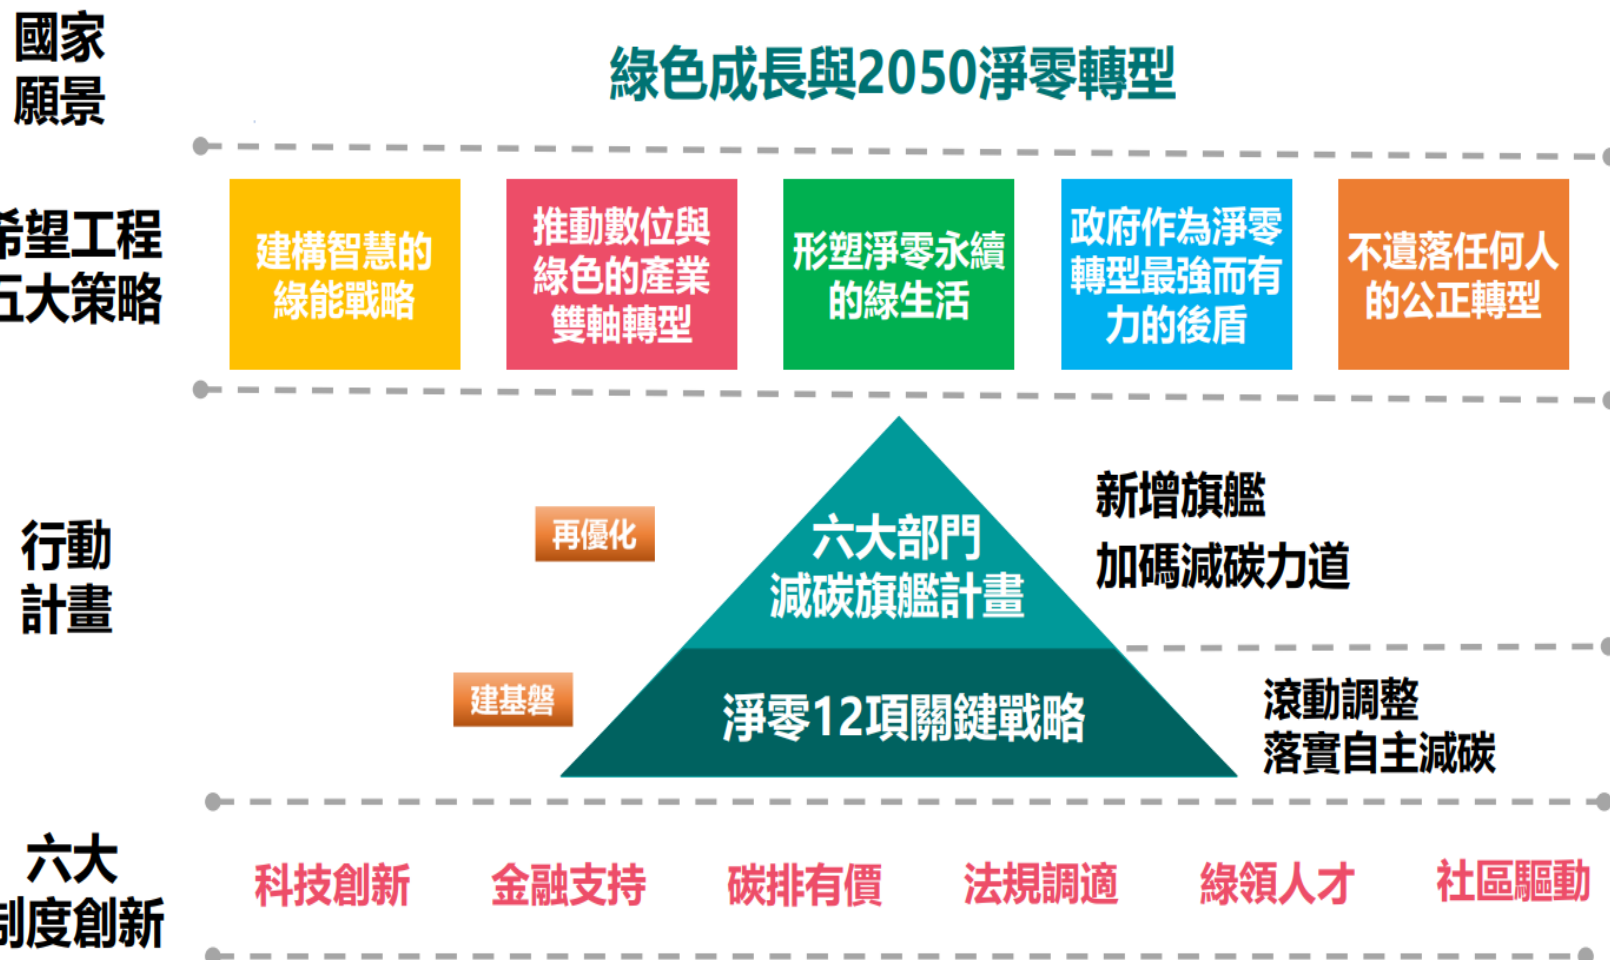 國家
願景
綠色成長與2050淨零轉型
希望工程
五大策略
建構智慧的
綠能戰略
推動數位與
綠色的產業
雙軸轉型
形塑淨零永續
的綠生活
政府作為淨零
轉型最強而有
力的後盾
不遺落任何人
的公正轉型
行動
計畫
再優化
六大部門
減碳旗艦計畫
新增旗艦
加碼減碳力道
建基磐
淨零12項關鍵戰略
滾動調整
落實自主減碳
六大
制度創新
科技創新
金融支持
碳排有價
法規調適
綠領人才
社區驅動